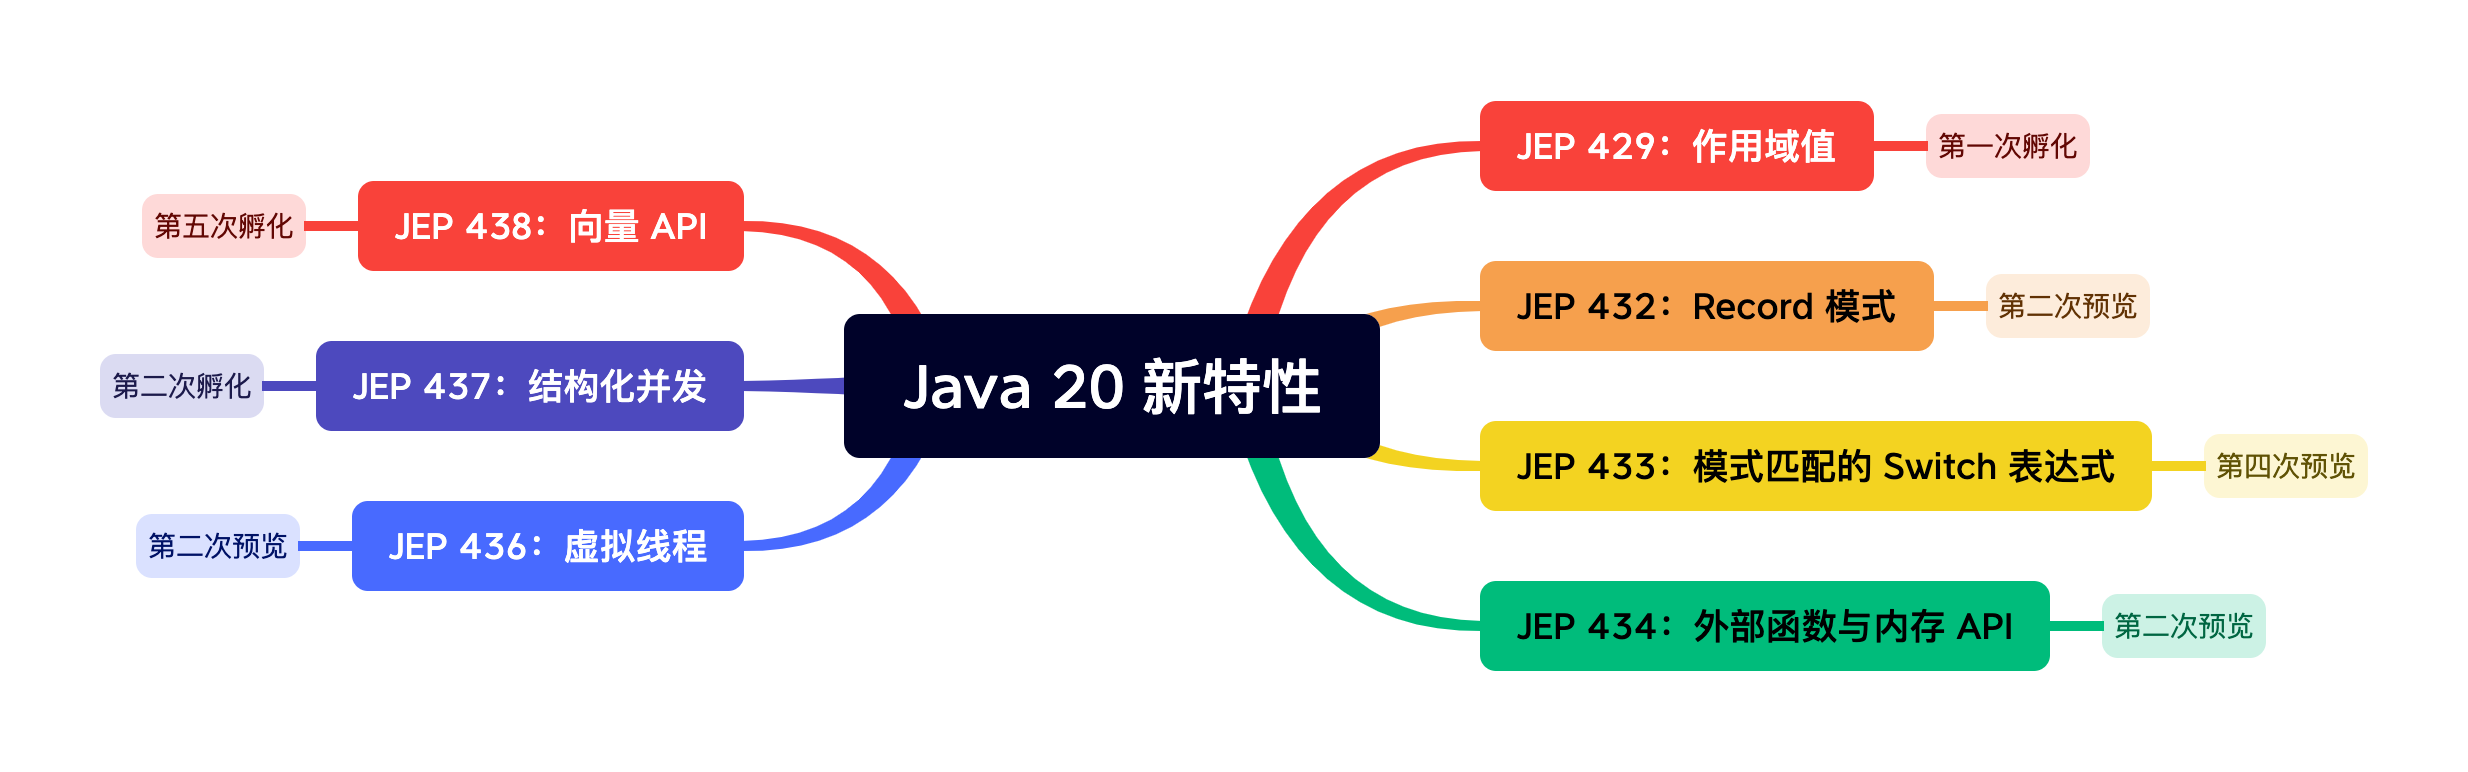 Java 20 新特性
JEP 429：作用域值
第一次孵化
JEP 432：Record 模式
第二次预览
JEP 433：模式匹配的 Switch 表达式
第四次预览
JEP 434：外部函数与内存 API
第二次预览
JEP 438：向量 API
第五次孵化
JEP 437：结构化并发
第二次孵化
JEP 436：虚拟线程
第二次预览